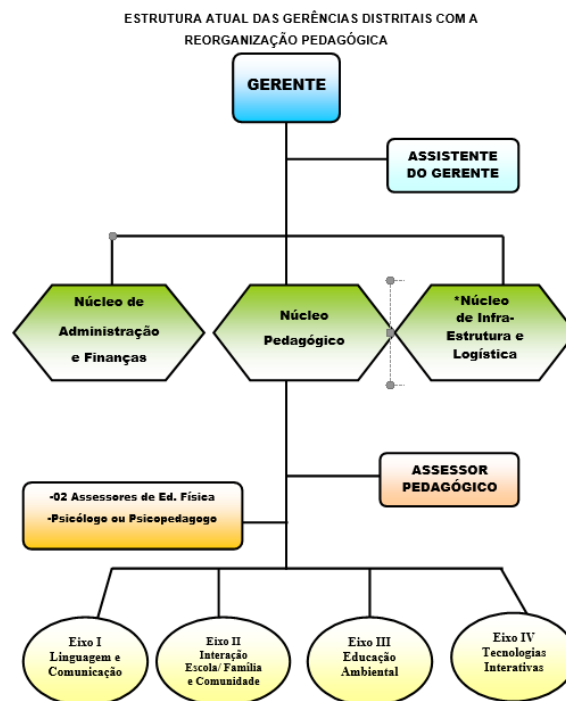 ESTRUTURA ATUAL DAS GERÊNCIAS DISTRITAIS COM A
REORGANIZAÇÃO PEDAGÓGICA
GERENTE
ASSISTENTE
DO GERENTE
Núcleo de
Administração
e Finanças
Núcleo
Pedagógico
*Núcleo
de Infra-
Estrutura e
Logística
ASSESSOR
PEDAGÓGICO
-02 Assessores de Ed. Física
-Psicólogo ou Psicopedagogo
Eixo I
Linguagem e
Comunicação
Eixo II
Interação
Escola/ Família
e Comunidade
Eixo III
Educação
Ambiental
Eixo IV
Tecnologias
Interativas